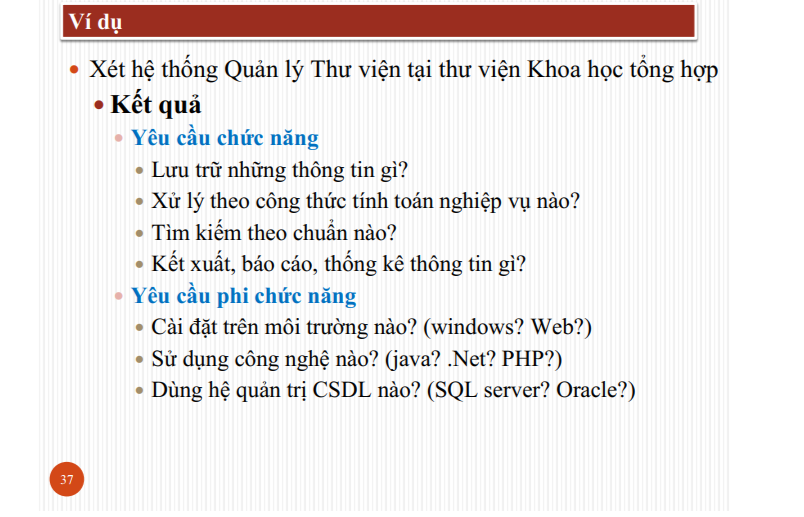 Ví dụ
Xét hệ thống Quản lý Thư viện tại thư viện Khoa học tổng hợp
Kết quả
Yêu cầu chức năng
Lưu trữ những thông tin gì?
Xử lý theo công thức tính toán nghiệp vụ nào?
Tìm kiếm theo chuẩn nào?
Kết xuất, báo cáo, thống kê thông tin gì?
Yêu cầu phi chức năng
Cài đặt trên môi trường nào? (windows? Web?)
Sử dụng công nghệ nào? (java? .Net? PHP?)
Dùng hệ quản trị CSDL nào? (SQL server? Oracle?)
37